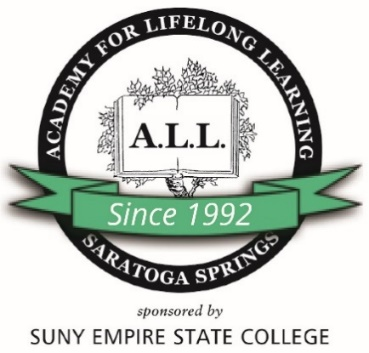 ACADEMY FOR LIFELONG LEARNING
A.L.L.
Since 1992
SARATOGA SPRINGS
sponsored by
SUNY EMPIRE STATE COLLEGE